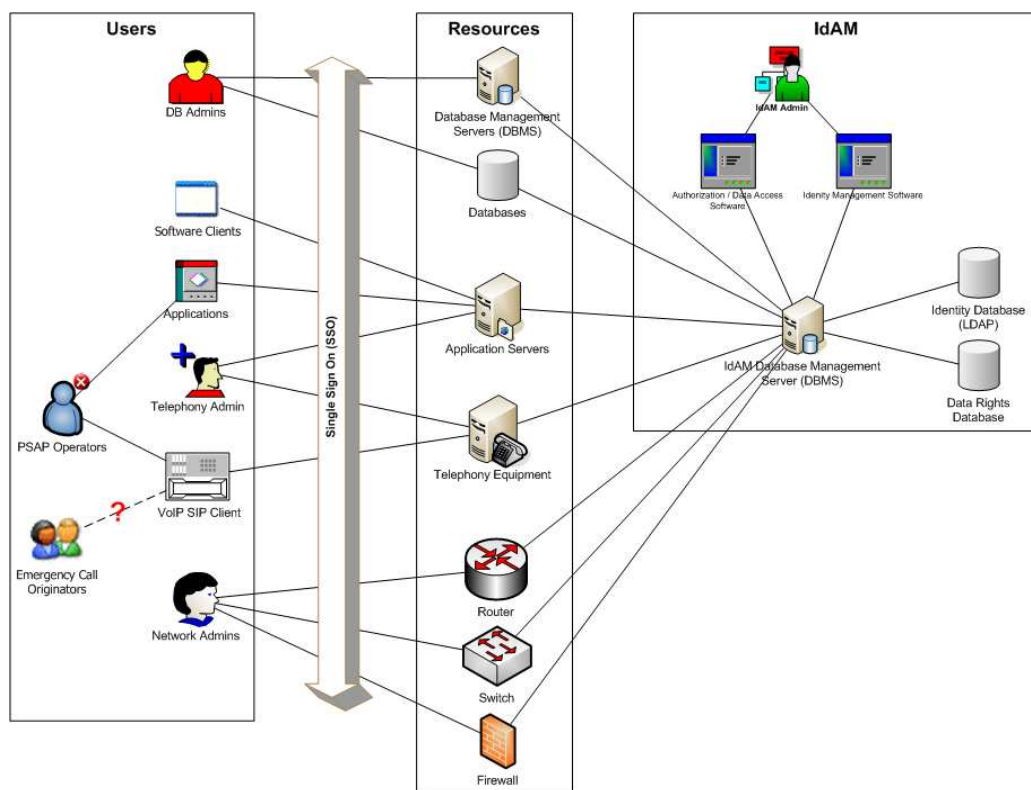 Users
DB Admins
Software Clients
Applications
Telephony Admin
PSAP Operators
VoIP SIP Client
?
Emergency Call
Originators
Network Admins
Single Sign On (SSO)
Resources
Database Management
Servers (DBMS)
Databases
Application Servers
Telephony Equipment
Router
Switch
Firewall
IdAM
IdAM Admin
Authorization / Data Access
Software
Idenity Management Software
IdAM Database Management
Server (DBMS)
Identity Database
(LDAP)
Data Rights
Database